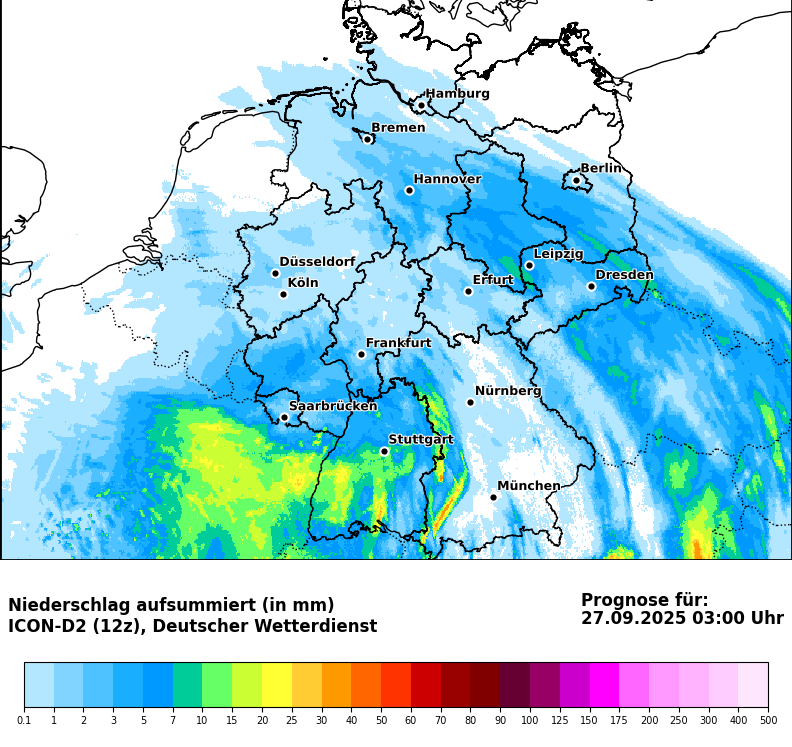 Hamburg
Bremen
Berlin
Hannover
Leipzig
Düsseldorf
Dresden
Köln
Erfurt
Frankfurt
Nürnberg
Saarbrücken
Stuttgart
München
Niederschlag aufsummiert (in mm)
ICON-D2 (12z), Deutscher Wetterdienst
Prognose für:
27.09.2025 03:00 Uhr
0.1 1 2 3 5 7 10 15 20 25 30 40 50 60 70 80 90 100 125 150 175 200 250 300 400 500